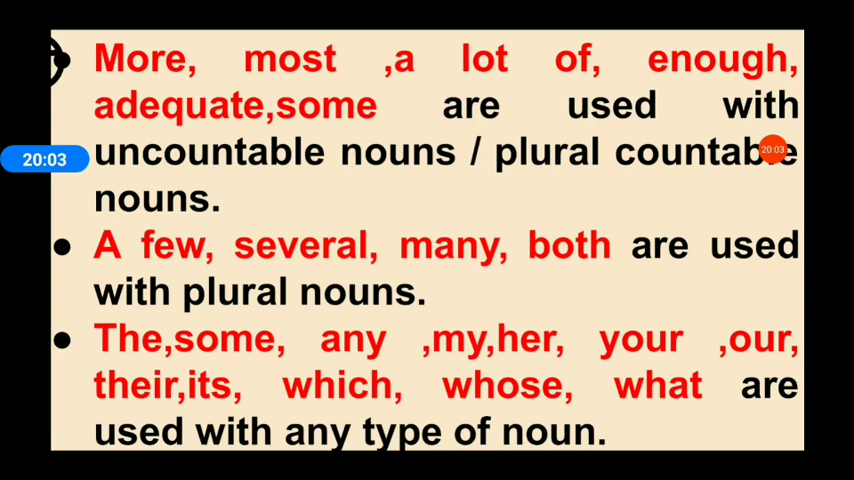 More, most ,a lot of, enough,
adequate,some are used with
20:03
uncountable nouns / plural countable
20:03
nouns.
● A few, several, many, both are used
with plural nouns.
● The,some, any ,my,her, your ,our,
their,its, which, whose, what are
used with any type of noun.